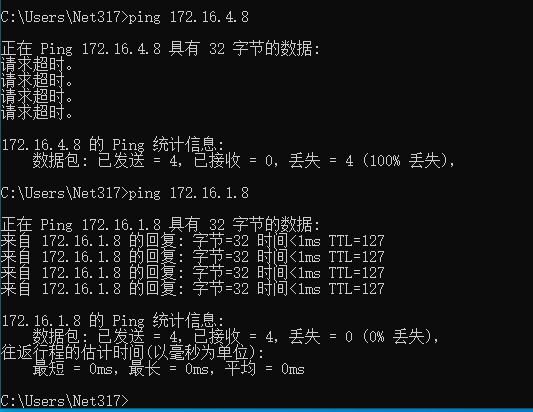 C:\Users\Net317>ping 172.16.4.8
正在 Ping 172.16.4.8 具有 32 字节的数据:
请求超时。
请求超时。
请求超时。
请求超时。
172.16.4.8 的 Ping 统计信息:
数据包: 已发送 = 4，已接收 = 0，丢失 = 4 (100% 丢失)，
C:\Users\Net317>ping 172.16.1.8
正在 Ping 172.16.1.8 具有 32 字节的数据:
来自 172.16.1.8 的回复: 字节=32 时间<1ms TTL=127
来自 172.16.1.8 的回复: 字节=32 时间<1ms TTL=127
来自 172.16.1.8 的回复: 字节=32 时间<1ms TTL=127
来自 172.16.1.8 的回复: 字节=32 时间<1ms TTL=127
172.16.1.8 的 Ping 统计信息:
数据包: 已发送 = 4，已接收 = 4，丢失 = 0 (0% 丢失)，
往返行程的估计时间(以毫秒为单位):
最短 = 0ms，最长 = 0ms，平均 = 0ms
C:\Users\Net317>